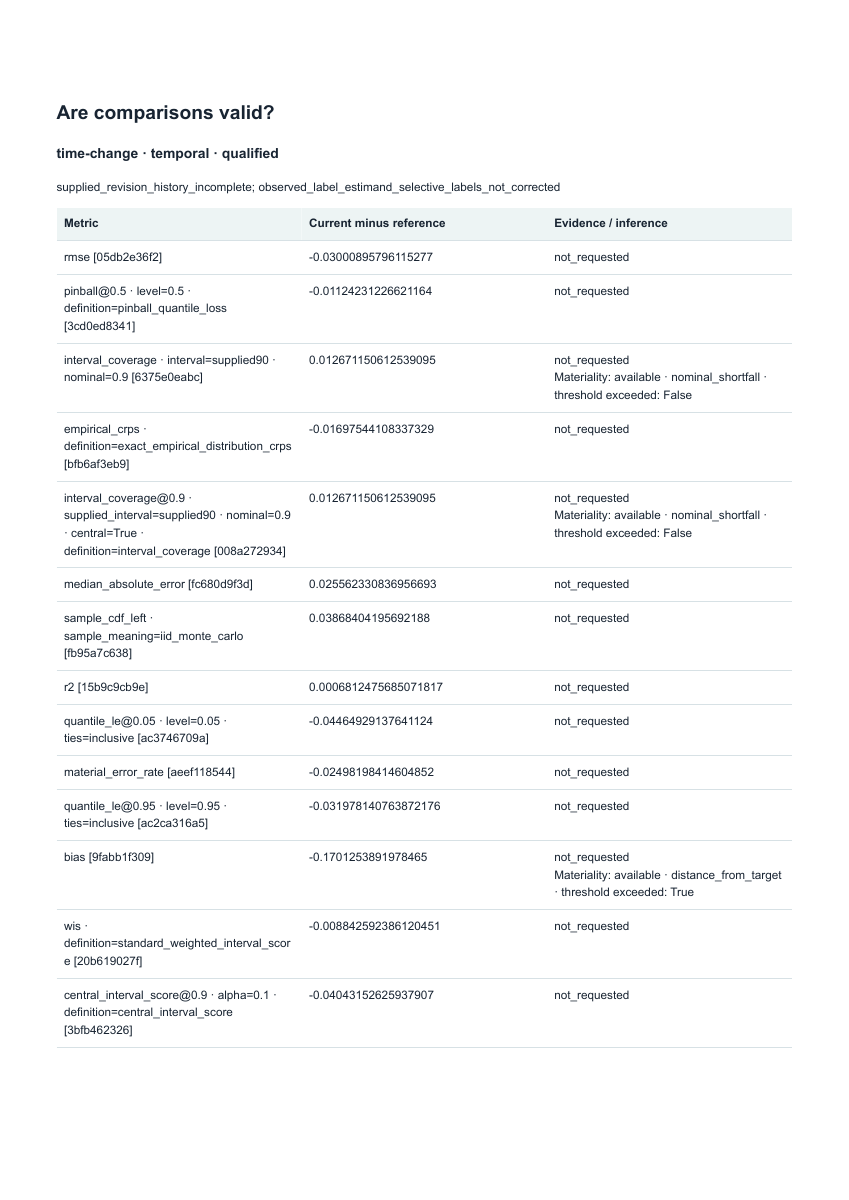 Are comparisons valid?
time-change · temporal · qualified
supplied_revision_history_incomplete; observed_label_estimand_selective_labels_not_corrected
Metric Current minus reference Evidence / inference
rmse [05db2e36f2] -0.03000895796115277 not_requested
pinball@0.5 · level=0.5 · -0.01124231226621164 not_requested
definition=pinball_quantile_loss
[3cd0ed8341]
interval_coverage · interval=supplied90 · 0.012671150612539095 not_requested
nominal=0.9 [6375e0eabc] Materiality: available · nominal_shortfall ·
threshold exceeded: False
empirical_crps · -0.01697544108337329 not_requested
definition=exact_empirical_distribution_crps
[bfb6af3eb9]
interval_coverage@0.9 · 0.012671150612539095 not_requested
supplied_interval=supplied90 · nominal=0.9 Materiality: available · nominal_shortfall ·
· central=True · threshold exceeded: False
definition=interval_coverage [008a272934]
median_absolute_error [fc680d9f3d] 0.025562330836956693 not_requested
sample_cdf_left · 0.03868404195692188 not_requested
sample_meaning=iid_monte_carlo
[fb95a7c638]
r2 [15b9c9cb9e] 0.0006812475685071817 not_requested
quantile_le@0.05 · level=0.05 · -0.04464929137641124 not_requested
ties=inclusive [ac3746709a]
material_error_rate [aeef118544] -0.02498198414604852 not_requested
quantile_le@0.95 · level=0.95 · -0.031978140763872176 not_requested
ties=inclusive [ac2ca316a5]
bias [9fabb1f309] -0.1701253891978465 not_requested
Materiality: available · distance_from_target
· threshold exceeded: True
wis · -0.008842592386120451 not_requested
definition=standard_weighted_interval_scor
e [20b619027f]
central_interval_score@0.9 · alpha=0.1 · -0.04043152625937907 not_requested
definition=central_interval_score
[3bfb462326]